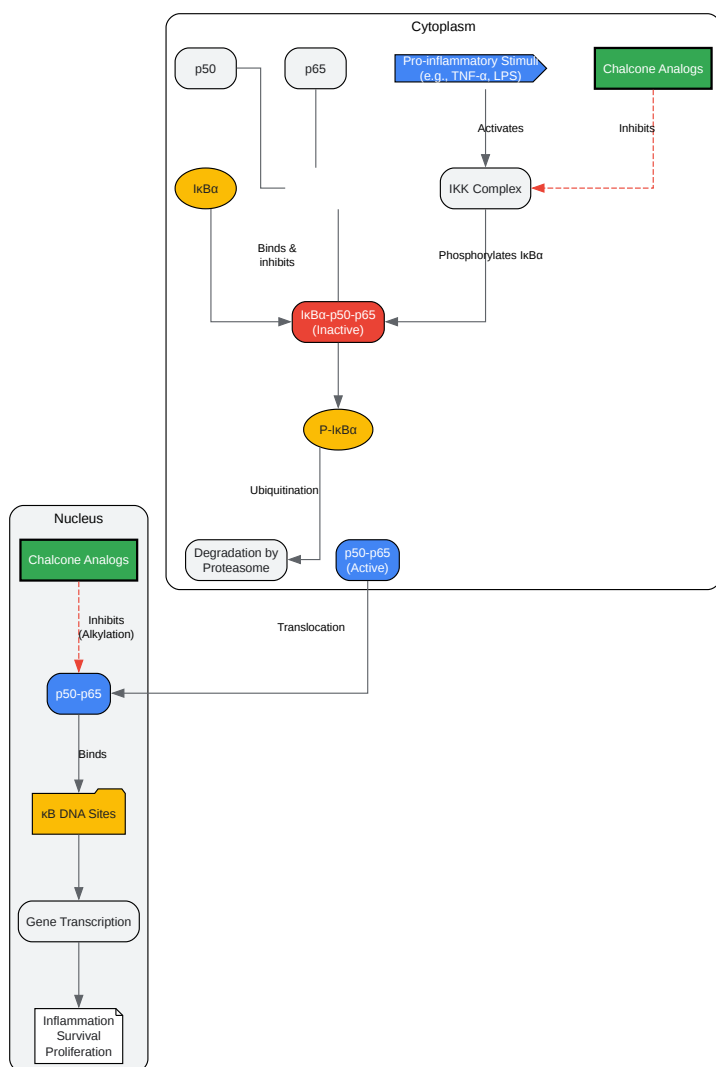 Cytoplasm
p50
p65
Pro-inflammatory Stimuli
(e.g., TNF-α, LPS)
Chalcone Analogs
Activates
Inhibits
IκBα
IKK Complex
Binds &
inhibits
Phosphorylates IκBα
IκBα-p50-p65
(Inactive)
P-IκBα
Ubiquitination
Degradation by
Proteasome
p50-p65
(Active)
Translocation
Nucleus
Chalcone Analogs
Inhibits
(Alkylation)
p50-p65
Binds
κB DNA Sites
Gene Transcription
Inflammation
Survival
Proliferation